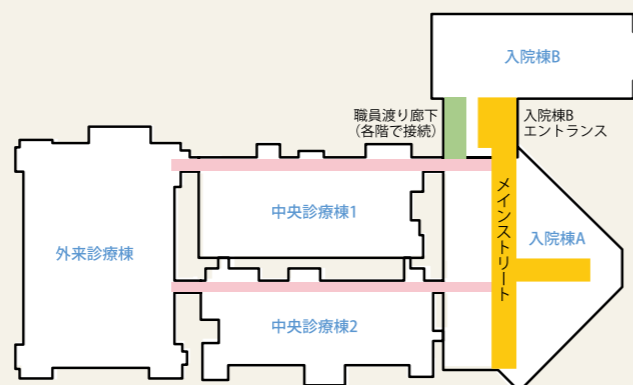 入院棟B
職員渡り廊下
(各階で接続)
入院棟B
エントランス
中央診療棟1
メインストリート
入院棟A
外来診療棟
中央診療棟2